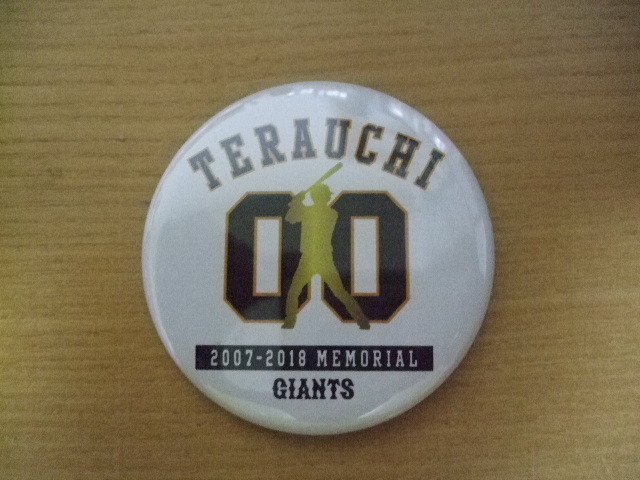 TERAUCHI
00
2007-2018 MEMORIAL
GIANTS